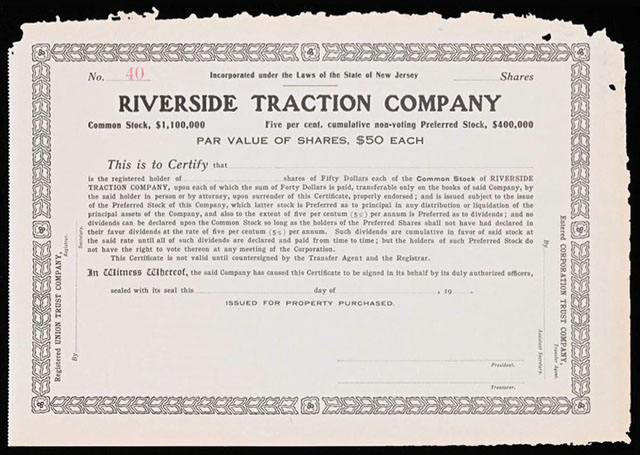 No. 40 Incorporated under the Laws of the State of New Jersey Shares
RIVERSIDE TRACTION COMPANY
Common Stock, $1,100,000 Five per cent. cumulative non-voting Preferred Stock, $400,000
PAR VALUE OF SHARES, $50 EACH
This is to Certify that
is the registered holder of shares of Fifty Dollars each of the Common Stock of RIVERSIDE
TRACTION COMPANY, upon each of which the sum of Forty Dollars is paid, transferable only on the books of said Company, by
the said holder in person or by attorney, upon surrender of this Certificate, properly endorsed; and is issued subject to the issue
of the Preferred Stock of this Company, which latter stock is Preferred as to principal in any distribution or liquidation of the
principal assets of the Company, and also to the extent of five per centum (5%) per annum is Preferred as to dividends; and no
dividends can be declared upon the Common Stock so long as the holders of the Preferred Shares shall not have had declared in
their favor dividends at the rate of five per centum (5%) per annum. Such dividends are cumulative in favor of said stock at
the said rate until all of such dividends are declared and paid from time to time; but the holders of such Preferred Stock do
not have the right to vote thereon at any meeting of the Corporation.
This Certificate is not valid until countersigned by the Transfer Agent and the Registrar.
In Witness Whereof, the said Company has caused this Certificate to be signed in its behalf by its duly authorized officers,
sealed with its seal this day of , 19
ISSUED FOR PROPERTY PURCHASED.
President.
Treasurer.
Registered UNION TRUST COMPANY,
Registrar.
By
Secretary.
Entered CORPORATION TRUST COMPANY,
Transfer Agent.
By
Assistant Secretary.